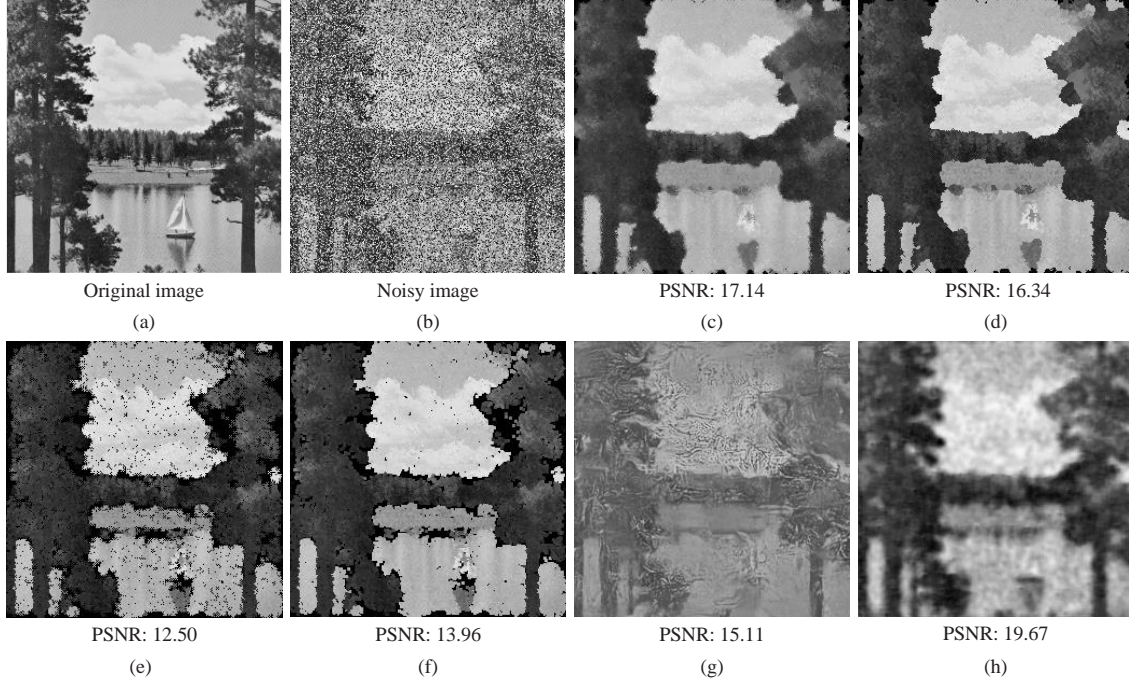 Original image
Noisy image
PSNR: 17.14
PSNR: 16.34
(a)
(b)
(c)
(d)
PSNR: 12.50
PSNR: 13.96
PSNR: 15.11
PSNR: 19.67
(e)
(f)
(g)
(h)